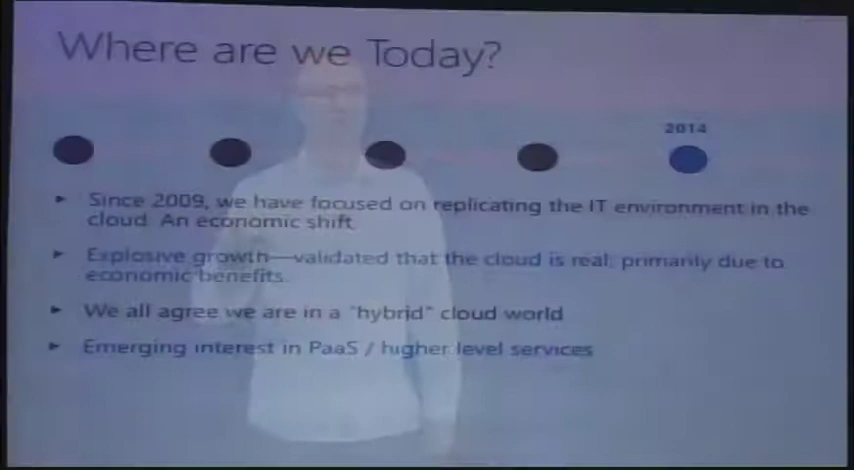 Where are we Today?
2014
Since 2009, we have focused on replicating the IT environment in the
cloud. An economic shift.
Explosive growth—validated that the cloud is real; primarily due to
economic benefits.
We all agree we are in a "hybrid" cloud world
Emerging interest in PaaS / higher level services